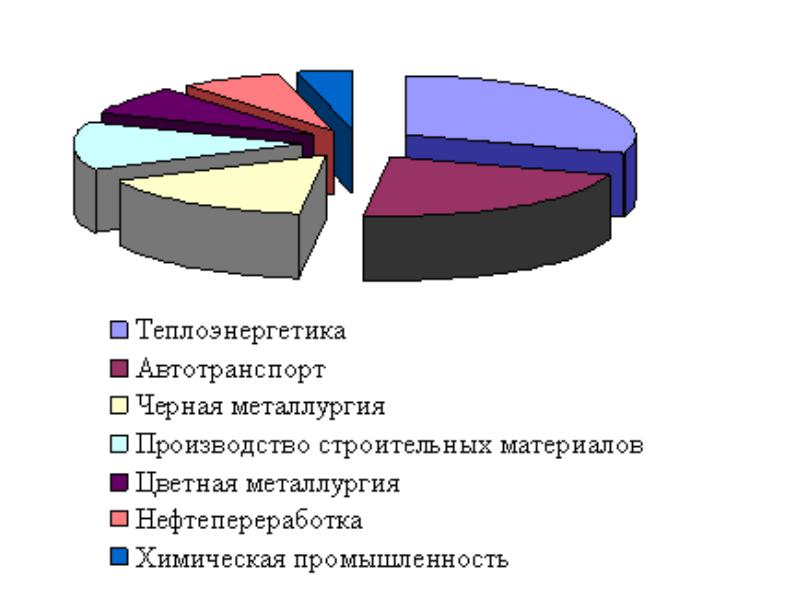 Теплоэнергетика
Автотранспорт
Черная металлургия
Производство строительных материалов
Цветная металлургия
Нефтепереработка
Химическая промышленность